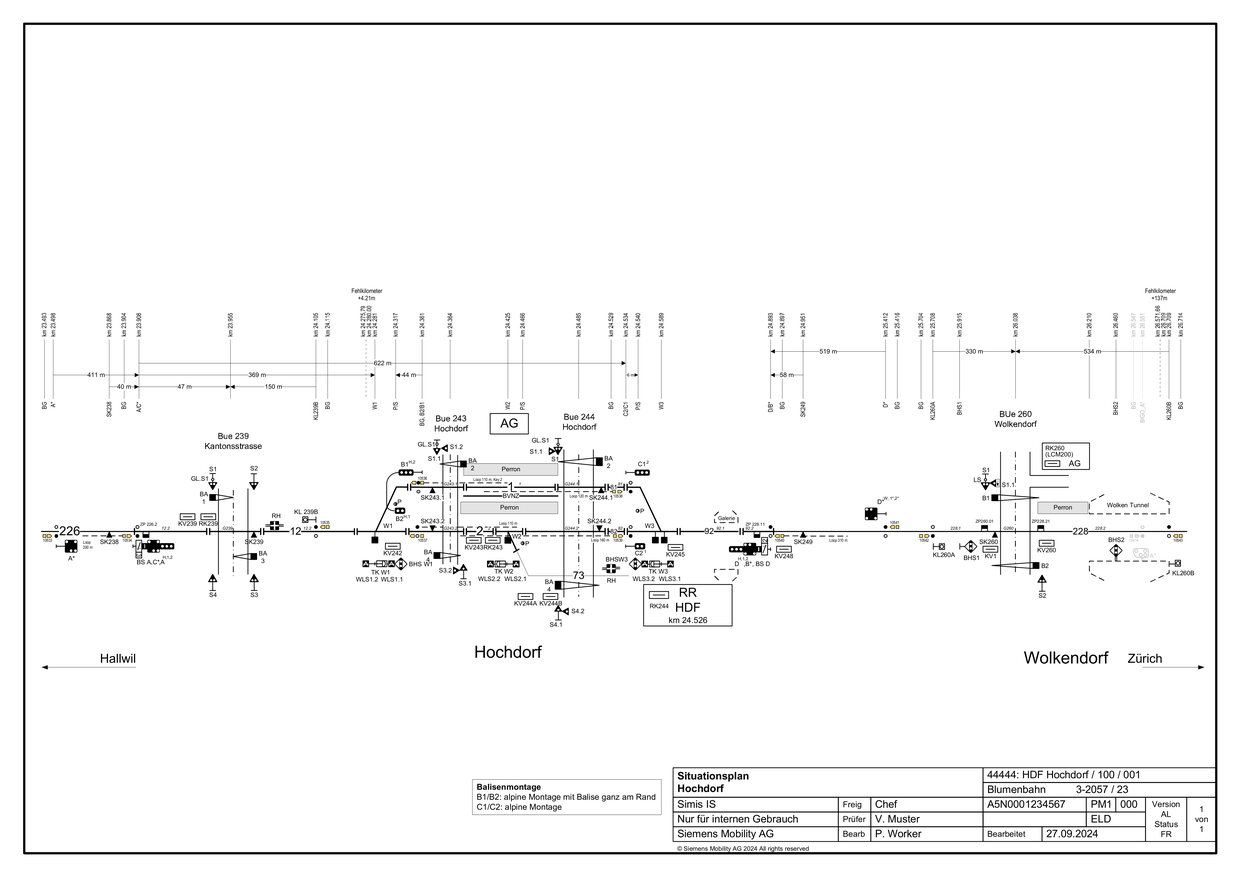 Fehlkilometer
+4.21m
Fehlkilometer
+137m
km 23.483
km 23.498
km 23.868
km 23.904
km 23.908
km 23.955
km 24.105
km 24.115
km 24.281
km 24.317
km 24.361
km 24.364
km 24.425
km 24.466
km 24.485
km 24.529
km 24.534
km 24.540
km 24.589
km 24.893
km 24.897
km 24.951
km 25.412
km 25.416
km 25.704
km 25.708
km 25.915
km 26.038
km 26.210
km 26.460
km 26.709
km 26.714
622 m
519 m
330 m
534 m
411 m
369 m
44 m
58 m
40 m
47 m
150 m
BG
A*
SK238
BG
A/C*
KL239B
BG
W1
P/S
BG, B2/B1
W2
P/S
BG
C2/C1
P/S
W3
D/B*
BG
SK249
D*
BG
BG
KL260A
BHS1
BHS2
BG
KL260B
BG
Bue 239
Kantonsstrasse
Bue 243
Hochdorf
AG
Bue 244
Hochdorf
BUe 260
Wolkendorf
RK260
(LCM200)
AG
S1
S2
GL.S1
BA
1
KV239
RK239
RH
KL 239B
GL.S1
S1.2
S1.1
BA
2
GL.S1
S1.1
S1
BA
2
B1
C1
Perron
Perron
BVNZ
1
SK243.1
SK244.1
P
B2
P
S1
LS
S1.1
B1
Perron
Wolken Tunnel
226
SK238
BS A,C*,A
SK239
BA
3
S4
S3
12
W1
KV242
SK243.2
2
KV243
RK243
W2
P
SK244.2
C2
W3
KV245
92
Galerie
D ,B*, BS D
KV248
SK249
KL260A
BHS1
SK260
KV1
KV260
228
BHS2
KL260B
B2
S2
BA
4
S3.2
S3.1
TK W1
BHS W1
WLS1.2
WLS1.1
TK W2
WLS2.2
WLS2.1
73
BA
4
KV244A
KV244B
S4.2
S4.1
RH
BHSW3
TK W3
WLS3.2
WLS3.1
RK244
RR
HDF
km 24.526
Hallwil
Hochdorf
Wolkendorf
Zürich
Balisenmontage
B1/B2: alpine Montage mit Balise ganz am Rand
C1/C2: alpine Montage
Situationsplan
Hochdorf
44444: HDF Hochdorf / 100 / 001
Blumenbahn 3-2057 / 23
Simis IS
Freig
Chef
A5N0001234567
PM1
000
Version
AL
Status
FR
1
von
1
Nur für internen Gebrauch
Prüfer
V. Muster
ELD
Siemens Mobility AG
Bearb
P. Worker
Bearbeitet
27.09.2024
© Siemens Mobility AG 2024 All rights reserved